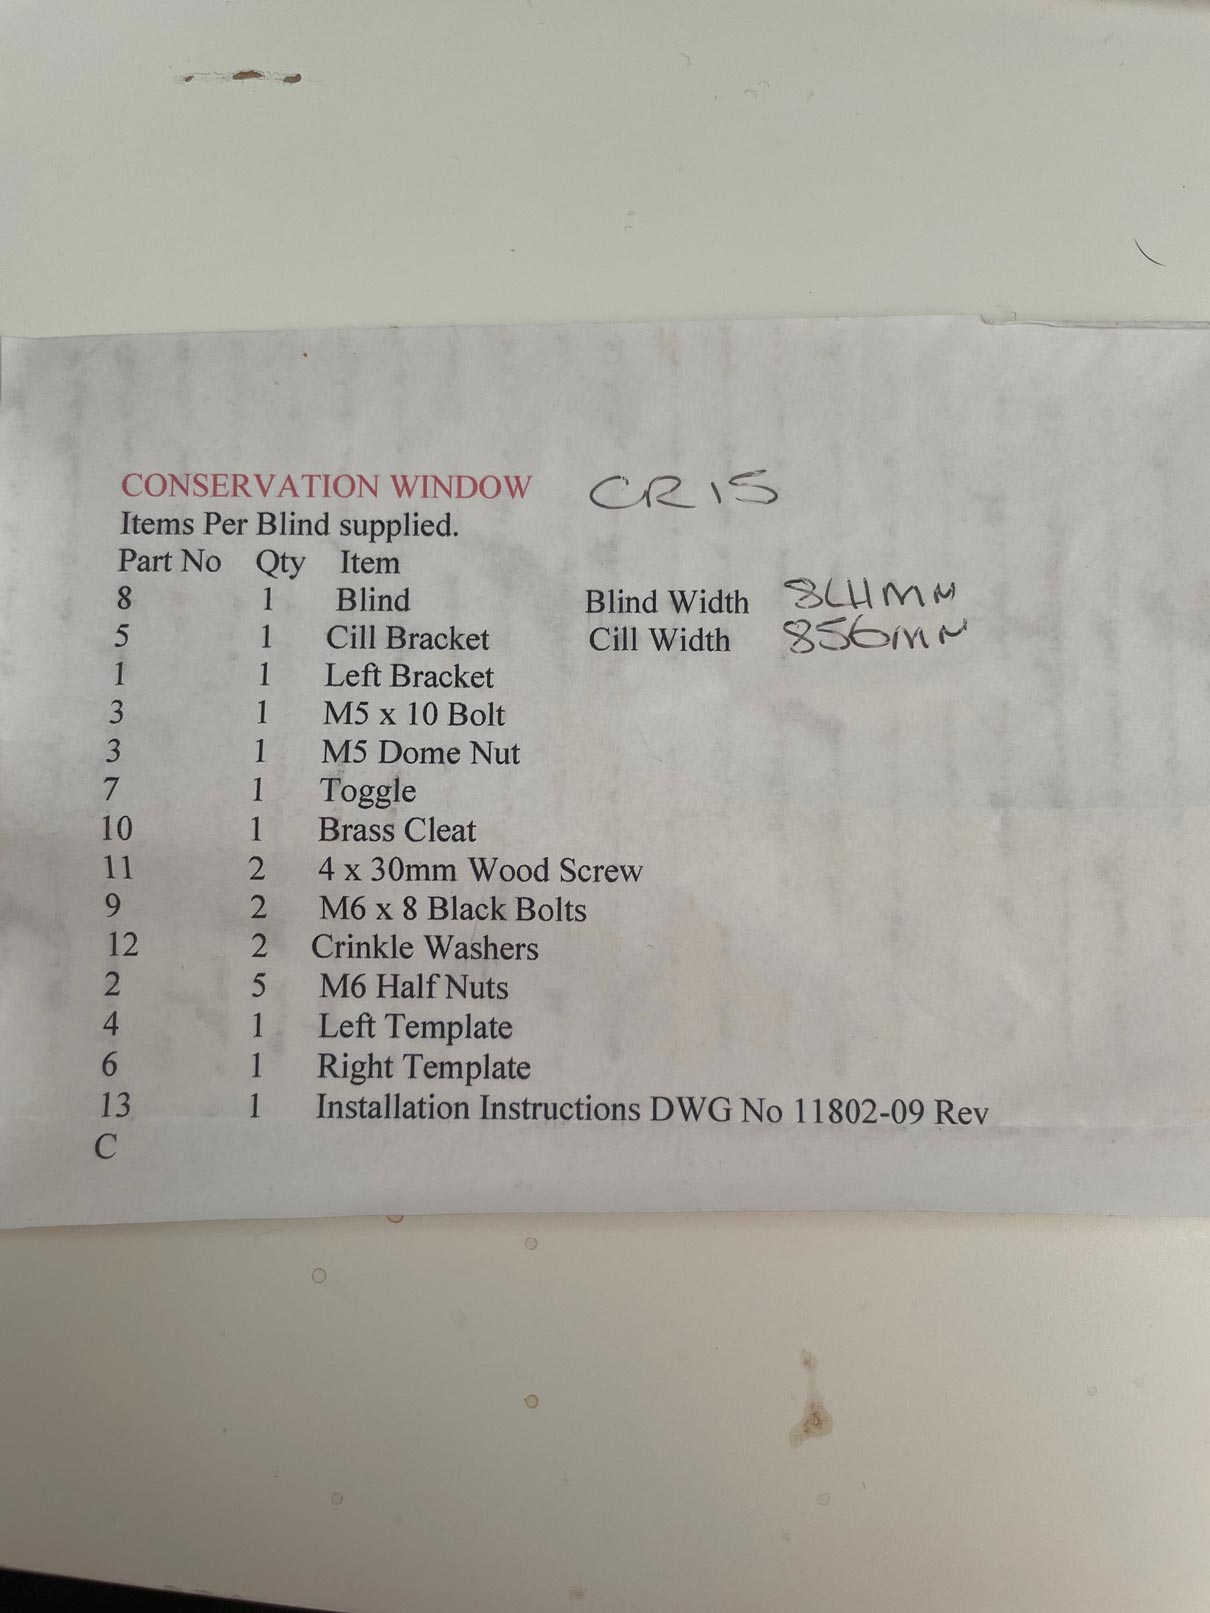 CONSERVATION WINDOW CR15
Items Per Blind supplied.
Part No Qty Item
8 1 Blind Blind Width 841MM
5 1 Cill Bracket Cill Width 856MM
1 1 Left Bracket
3 1 M5 x 10 Bolt
3 1 M5 Dome Nut
7 1 Toggle
10 1 Brass Cleat
11 2 4 x 30mm Wood Screw
9 2 M6 x 8 Black Bolts
12 2 Crinkle Washers
2 5 M6 Half Nuts
4 1 Left Template
6 1 Right Template
13 1 Installation Instructions DWG No 11802-09 Rev
C